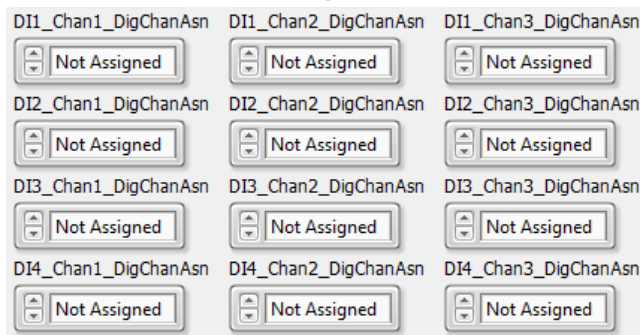 DI1_Chan1_DigChanAsn DI1_Chan2_DigChanAsn DI1_Chan3_DigChanAsn
Not Assigned Not Assigned Not Assigned
DI2_Chan1_DigChanAsn DI2_Chan2_DigChanAsn DI2_Chan3_DigChanAsn
Not Assigned Not Assigned Not Assigned
DI3_Chan1_DigChanAsn DI3_Chan2_DigChanAsn DI3_Chan3_DigChanAsn
Not Assigned Not Assigned Not Assigned
DI4_Chan1_DigChanAsn DI4_Chan2_DigChanAsn DI4_Chan3_DigChanAsn
Not Assigned Not Assigned Not Assigned